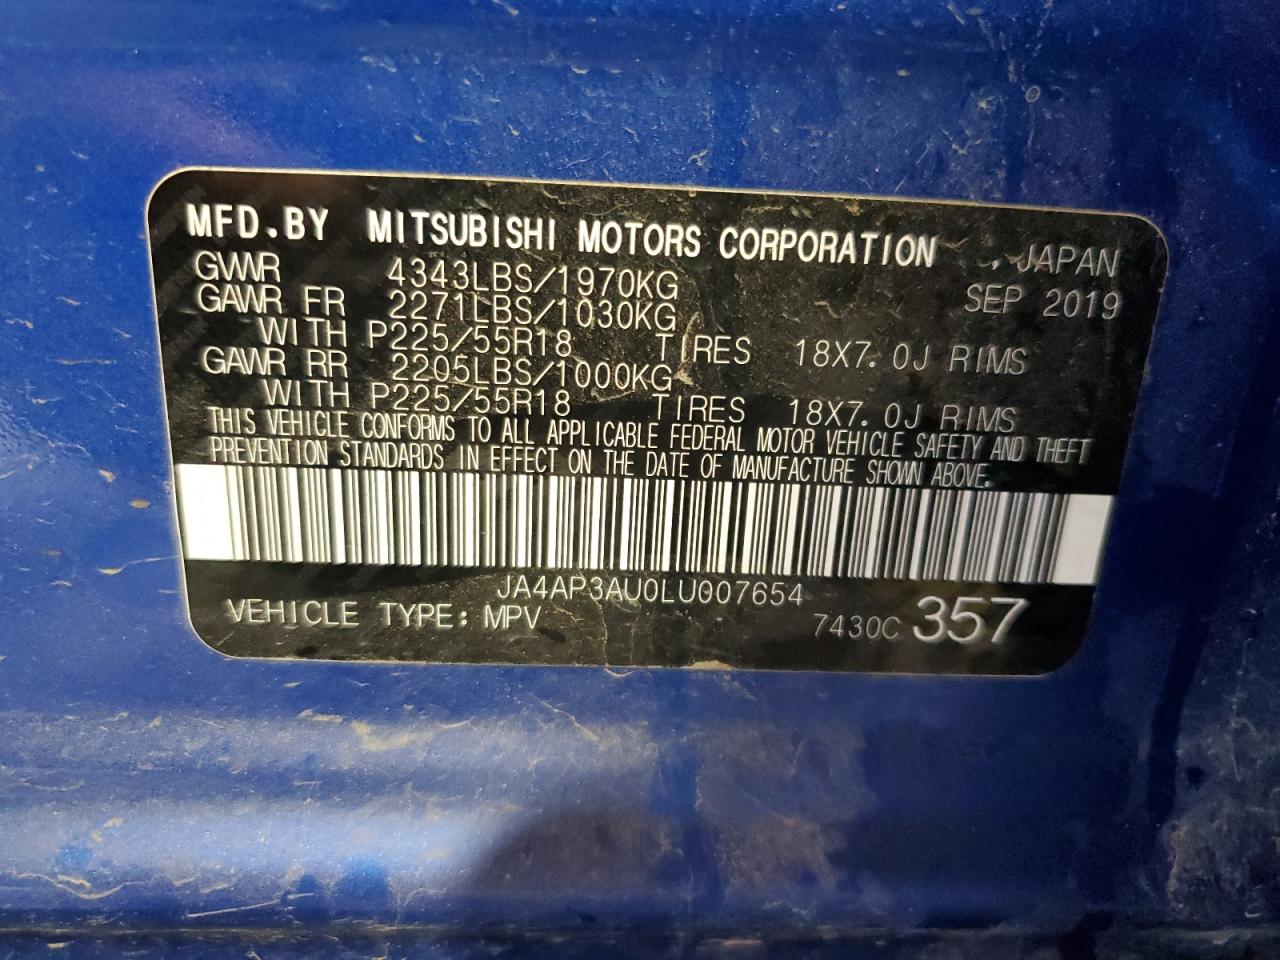 MFD.BY MITSUBISHI MOTORS CORPORATION , JAPAN
GVWR 4343LBS/1970KG SEP 2019
GAWR FR 2271LBS/1030KG
WITH P225/55R18 TIRES 18X7.0J RIMS
GAWR RR 2205LBS/1000KG
WITH P225/55R18 TIRES 18X7.0J RIMS
THIS VEHICLE CONFORMS TO ALL APPLICABLE FEDERAL MOTOR VEHICLE SAFETY AND THEFT
PREVENTION STANDARDS IN EFFECT ON THE DATE OF MANUFACTURE SHOWN ABOVE.
JA4AP3AU0LU007654
VEHICLE TYPE: MPV 7430C 357